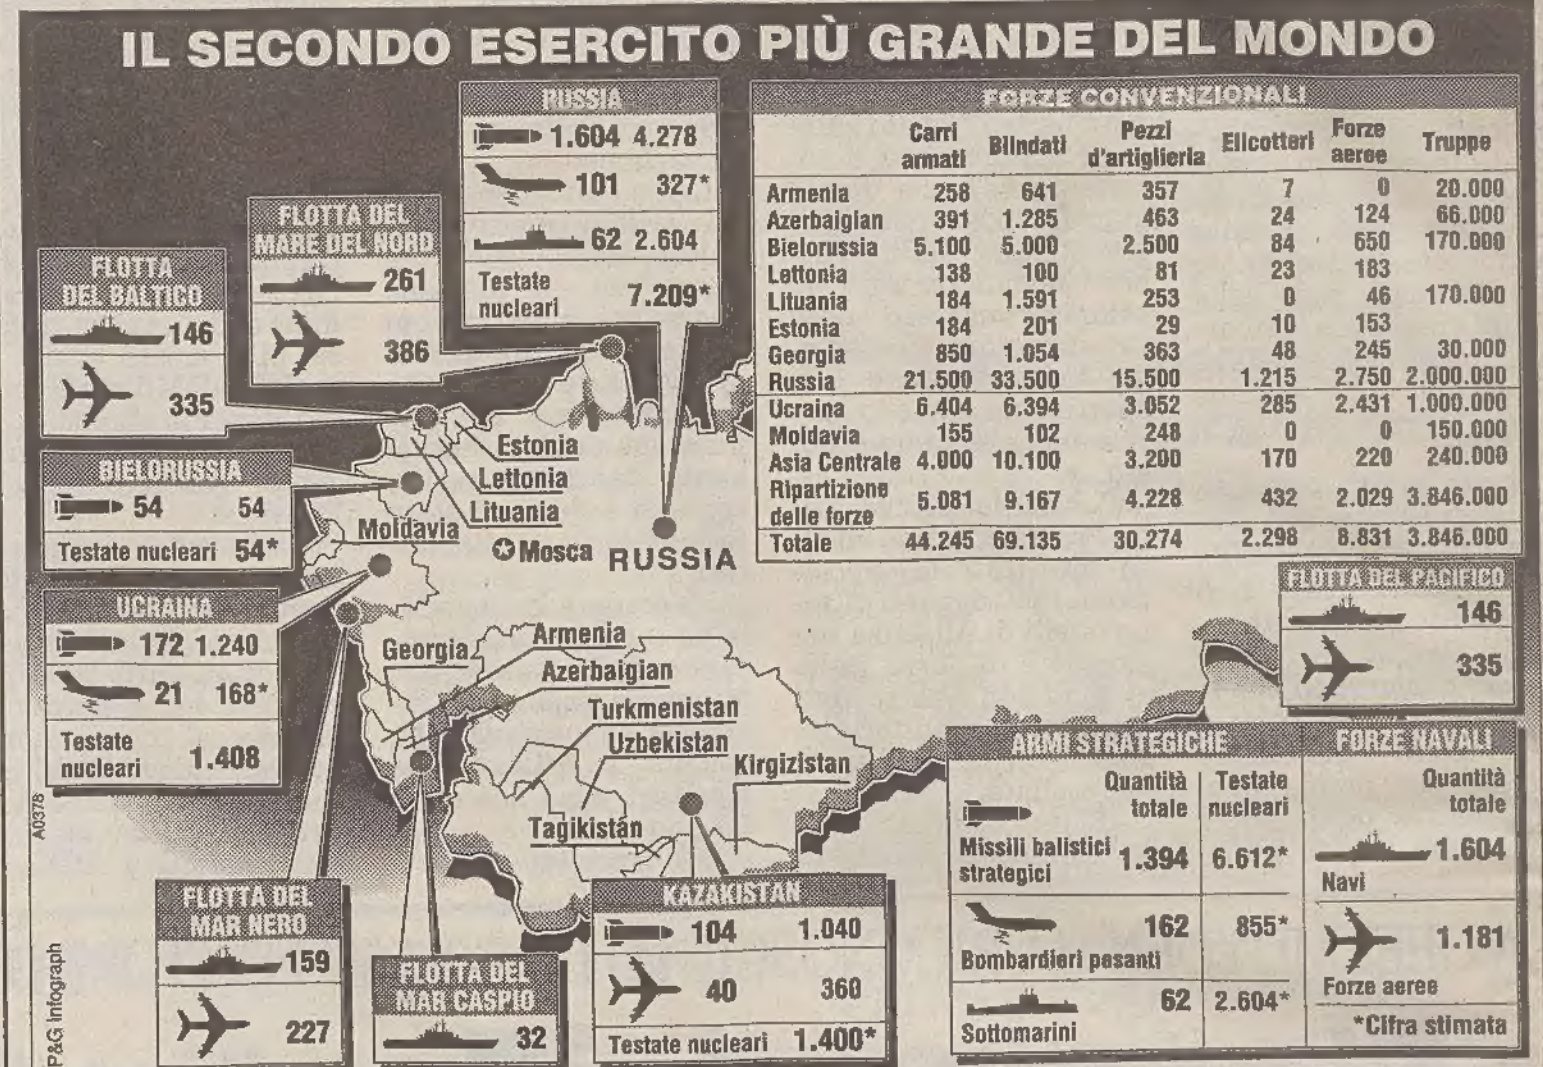 IL SECONDO ESERCITO PIÙ GRANDE DEL MONDO
RUSSIA
1.604 4.278
101 327*
62 2.604
Testate
nucleari 7.209*
FLOTTA DEL
MARE DEL NORD
261
386
FLOTTA
DEL BALTICO
146
335
BIELORUSSIA
54 54
Testate nucleari 54*
UCRAINA
172 1.240
21 168*
Testate
nucleari 1.408
FORZE CONVENZIONALI
Carri armati Blindati Pezzi d'artiglieria Elicotteri Forze aeree Truppe
Armenia 258 641 357 7 0 20.000
Azerbaigian 391 1.285 463 24 124 66.000
Bielorussia 5.100 5.000 2.500 84 650 170.000
Lettonia 138 100 81 23 183
Lituania 184 1.591 253 0 46 170.000
Estonia 184 201 29 10 153
Georgia 850 1.054 363 48 245 30.000
Russia 21.500 33.500 15.500 1.215 2.750 2.000.000
Ucraina 6.404 6.394 3.052 285 2.431 1.000.000
Moldavia 155 102 248 0 0 150.000
Asia Centrale 4.000 10.100 3.200 170 220 240.000
Ripartizione
delle forze 5.081 9.167 4.228 432 2.029 3.846.000
Totale 44.245 69.135 30.274 2.298 8.831 3.846.000
Estonia
Lettonia
Lituania
Moldavia
Mosca RUSSIA
Armenia
Georgia
Azerbaigian
Turkmenistan
Uzbekistan
Kirgizistan
Tagikistan
FLOTTA DEL PACIFICO
146
335
FLOTTA DEL
MAR NERO
159
227
FLOTTA DEL
MAR CASPIO
32
KAZAKISTAN
104 1.040
40 360
Testate nucleari 1.400*
ARMI STRATEGICHE
Quantità Testate
totale nucleari
Missili balistici
strategici 1.394 6.612*
162 855*
Bombardieri pesanti
62 2.604*
Sottomarini
FORZE NAVALI
Quantità
totale
1.604
Navi
1.181
Forze aeree
*Cifra stimata
A0378
P&G Infograph